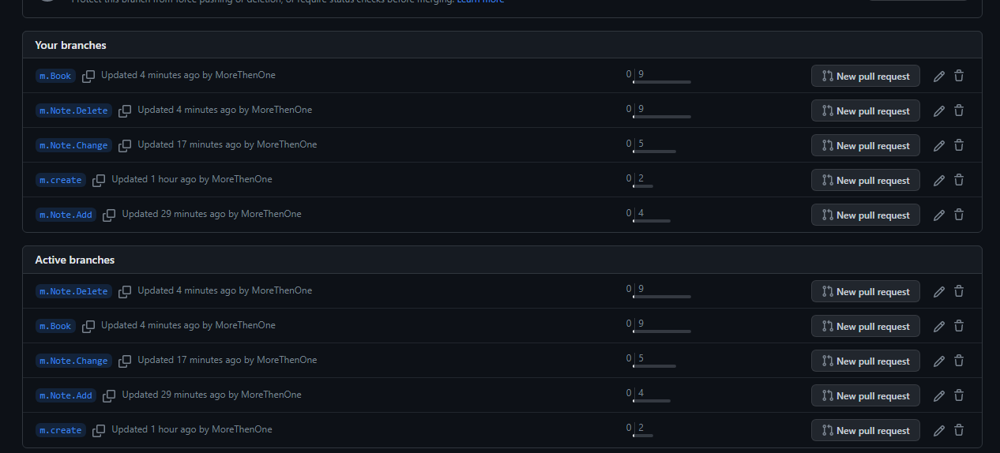 Protect this branch from force pushing or deletion, or require status checks before merging. Learn more
Your branches
m.Book Updated 4 minutes ago by MoreThenOne 0 9 New pull request
m.Note.Delete Updated 4 minutes ago by MoreThenOne 0 9 New pull request
m.Note.Change Updated 17 minutes ago by MoreThenOne 0 5 New pull request
m.create Updated 1 hour ago by MoreThenOne 0 2 New pull request
m.Note.Add Updated 29 minutes ago by MoreThenOne 0 4 New pull request
Active branches
m.Note.Delete Updated 4 minutes ago by MoreThenOne 0 9 New pull request
m.Book Updated 4 minutes ago by MoreThenOne 0 9 New pull request
m.Note.Change Updated 17 minutes ago by MoreThenOne 0 5 New pull request
m.Note.Add Updated 29 minutes ago by MoreThenOne 0 4 New pull request
m.create Updated 1 hour ago by MoreThenOne 0 2 New pull request